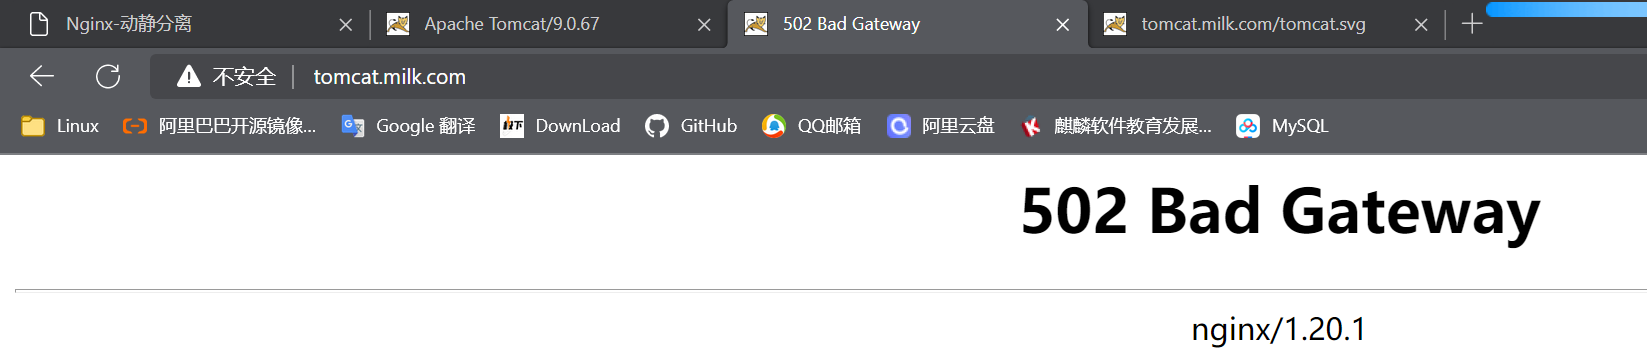 Nginx-动静分离
Apache Tomcat/9.0.67
502 Bad Gateway
tomcat.milk.com/tomcat.svg
不安全
tomcat.milk.com
Linux
阿里巴巴开源镜像...
Google 翻译
DownLoad
GitHub
QQ邮箱
阿里云盘
麒麟软件教育发展...
MySQL
502 Bad Gateway
nginx/1.20.1